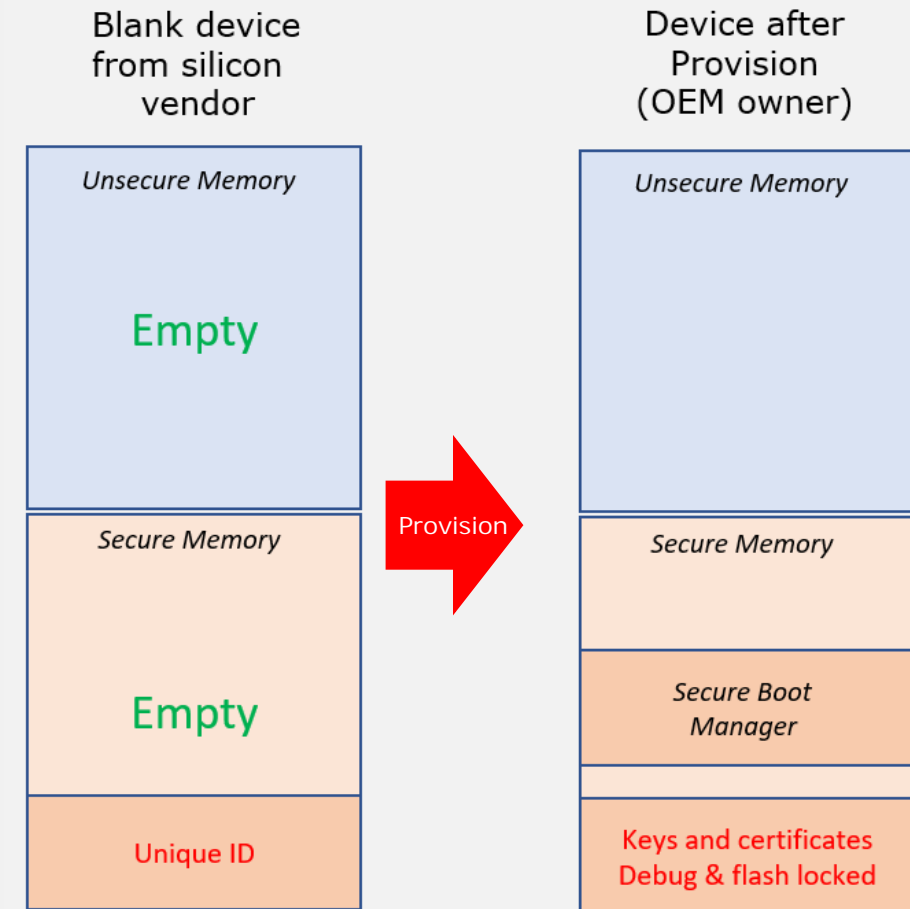 Blank device
from silicon
vendor
Unsecure Memory
Empty
Secure Memory
Empty
Unique ID
Provision
Device after
Provision
(OEM owner)
Unsecure Memory
Secure Memory
Secure Boot
Manager
Keys and certificates
Debug & flash locked